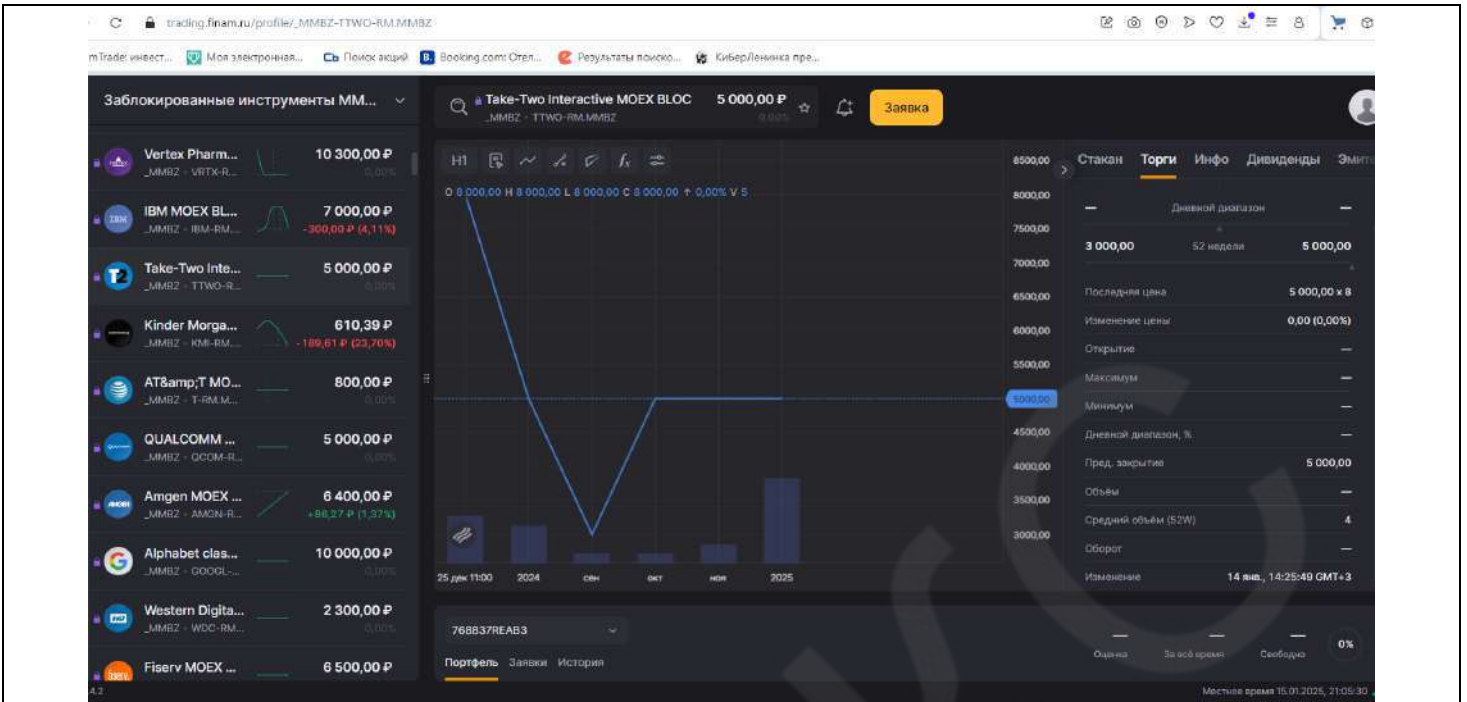 trading.finam.ru/profile/_MMBZ-TTWO-RM.MMBZ
mTrade: инвест... Моя электронная... Сь Поиск акций B. Booking.com: Отел... Результаты поиско... КиберЛенинка пре...
Заблокированные инструменты ММ...
Take-Two Interactive MOEX BLOC 5 000,00 ₽
_MMBZ · TTWO-RM.MMBZ 0,00%
Заявка
Vertex Pharm... 10 300,00 ₽
_MMBZ · VRTX-R... 0,00%
IBM MOEX BL... 7 000,00 ₽
_MMBZ · IBM-RM... -300,00 ₽ (4,11%)
Take-Two Inte... 5 000,00 ₽
_MMBZ · TTWO-R... 0,00%
Kinder Morga... 610,39 ₽
_MMBZ · KMI-RM... -189,61 ₽ (23,70%)
AT&amp;T MO... 800,00 ₽
_MMBZ · T-RM.M... 0,00%
QUALCOMM ... 5 000,00 ₽
_MMBZ · QCOM-R... 0,00%
Amgen MOEX ... 6 400,00 ₽
_MMBZ · AMGN-R... +86,27 ₽ (1,37%)
Alphabet clas... 10 000,00 ₽
_MMBZ · GOOGL-... 0,00%
Western Digita... 2 300,00 ₽
_MMBZ · WDC-RM... 0,00%
Fiserv MOEX ... 6 500,00 ₽
4.2
H1
O 8 000,00 H 8 000,00 L 8 000,00 C 8 000,00 ↑ 0,00% V 5
8500,00
8000,00
7500,00
7000,00
6500,00
6000,00
5500,00
5000,00
4500,00
4000,00
3500,00
3000,00
25 дек 11:00 2024 сен окт ноя 2025
Стакан Торги Инфо Дивиденды Эмите
— Дневной диапазон —
3 000,00 52 недели 5 000,00
Последняя цена 5 000,00 x 8
Изменение цены 0,00 (0,00%)
Открытие —
Максимум —
Минимум —
Дневной диапазон, % —
Пред. закрытие 5 000,00
Объём —
Средний объём (52W) 4
Оборот —
Изменение 14 янв., 14:25:49 GMT+3
768837REAB3
Портфель Заявки История
— — — 0%
Оценка За всё время Свободно
Местное время 15.01.2025, 21:05:30